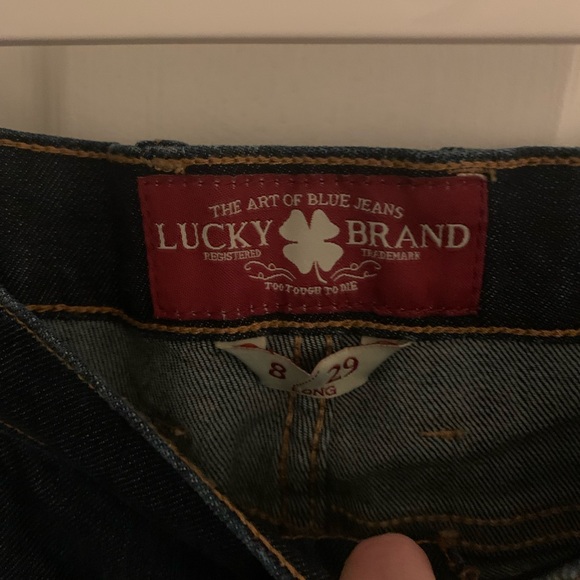 THE ART OF BLUE JEANS
LUCKY BRAND
REGISTERED TRADEMARK
TOO TOUGH TO DIE
8 29
LONG